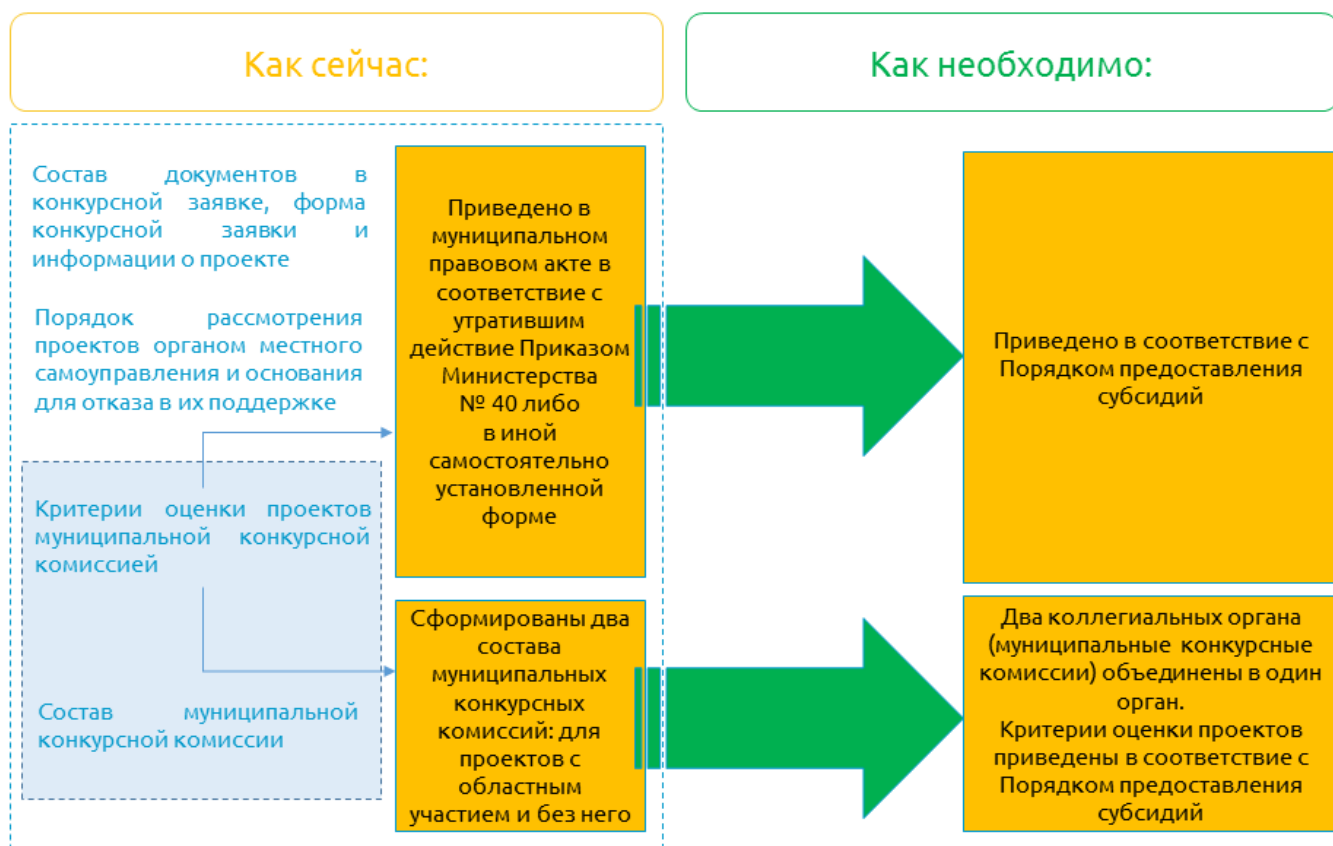 Как сейчас:
Как необходимо:
Состав документов в
конкурсной заявке, форма
конкурсной заявки и
информации о проекте
Порядок рассмотрения
проектов органом местного
самоуправления и основания
для отказа в их поддержке
Критерии оценки проектов
муниципальной конкурсной
комиссией
Состав муниципальной
конкурсной комиссии
Приведено в
муниципальном
правовом акте в
соответствие с
утратившим
действие Приказом
Министерства
№ 40 либо
в иной
самостоятельно
установленной
форме
Сформированы два
состава
муниципальных
конкурсных
комиссий: для
проектов с
областным
участием и без него
Приведено в соответствие с
Порядком предоставления
субсидий
Два коллегиальных органа
(муниципальные конкурсные
комиссии) объединены в один
орган.
Критерии оценки проектов
приведены в соответствие с
Порядком предоставления
субсидий